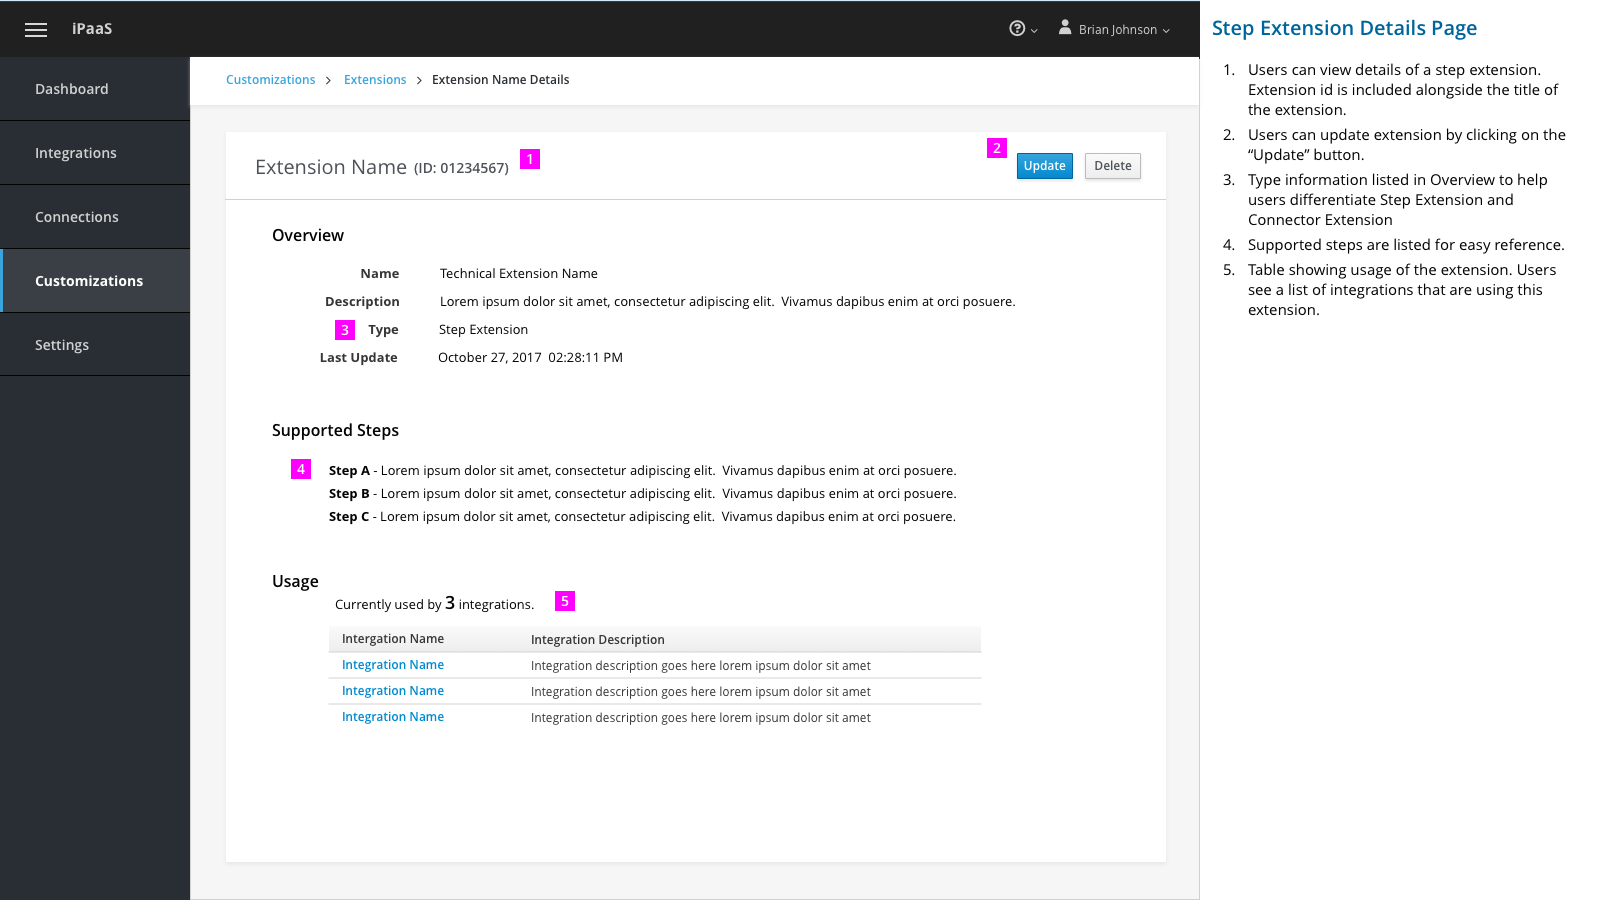 iPaaS
Brian Johnson
Dashboard
Integrations
Connections
Customizations
Settings
Customizations > Extensions > Extension Name Details
Extension Name (ID: 01234567) 1
2 Update Delete
Overview
Name Technical Extension Name
Description Lorem ipsum dolor sit amet, consectetur adipiscing elit. Vivamus dapibus enim at orci posuere.
3 Type Step Extension
Last Update October 27, 2017 02:28:11 PM
Supported Steps
4 Step A - Lorem ipsum dolor sit amet, consectetur adipiscing elit. Vivamus dapibus enim at orci posuere.
Step B - Lorem ipsum dolor sit amet, consectetur adipiscing elit. Vivamus dapibus enim at orci posuere.
Step C - Lorem ipsum dolor sit amet, consectetur adipiscing elit. Vivamus dapibus enim at orci posuere.
Usage
Currently used by 3 integrations. 5
Intergation Name Integration Description
Integration Name Integration description goes here lorem ipsum dolor sit amet
Integration Name Integration description goes here lorem ipsum dolor sit amet
Integration Name Integration description goes here lorem ipsum dolor sit amet
Step Extension Details Page
1. Users can view details of a step extension.
Extension id is included alongside the title of
the extension.
2. Users can update extension by clicking on the
“Update” button.
3. Type information listed in Overview to help
users differentiate Step Extension and
Connector Extension
4. Supported steps are listed for easy reference.
5. Table showing usage of the extension. Users
see a list of integrations that are using this
extension.